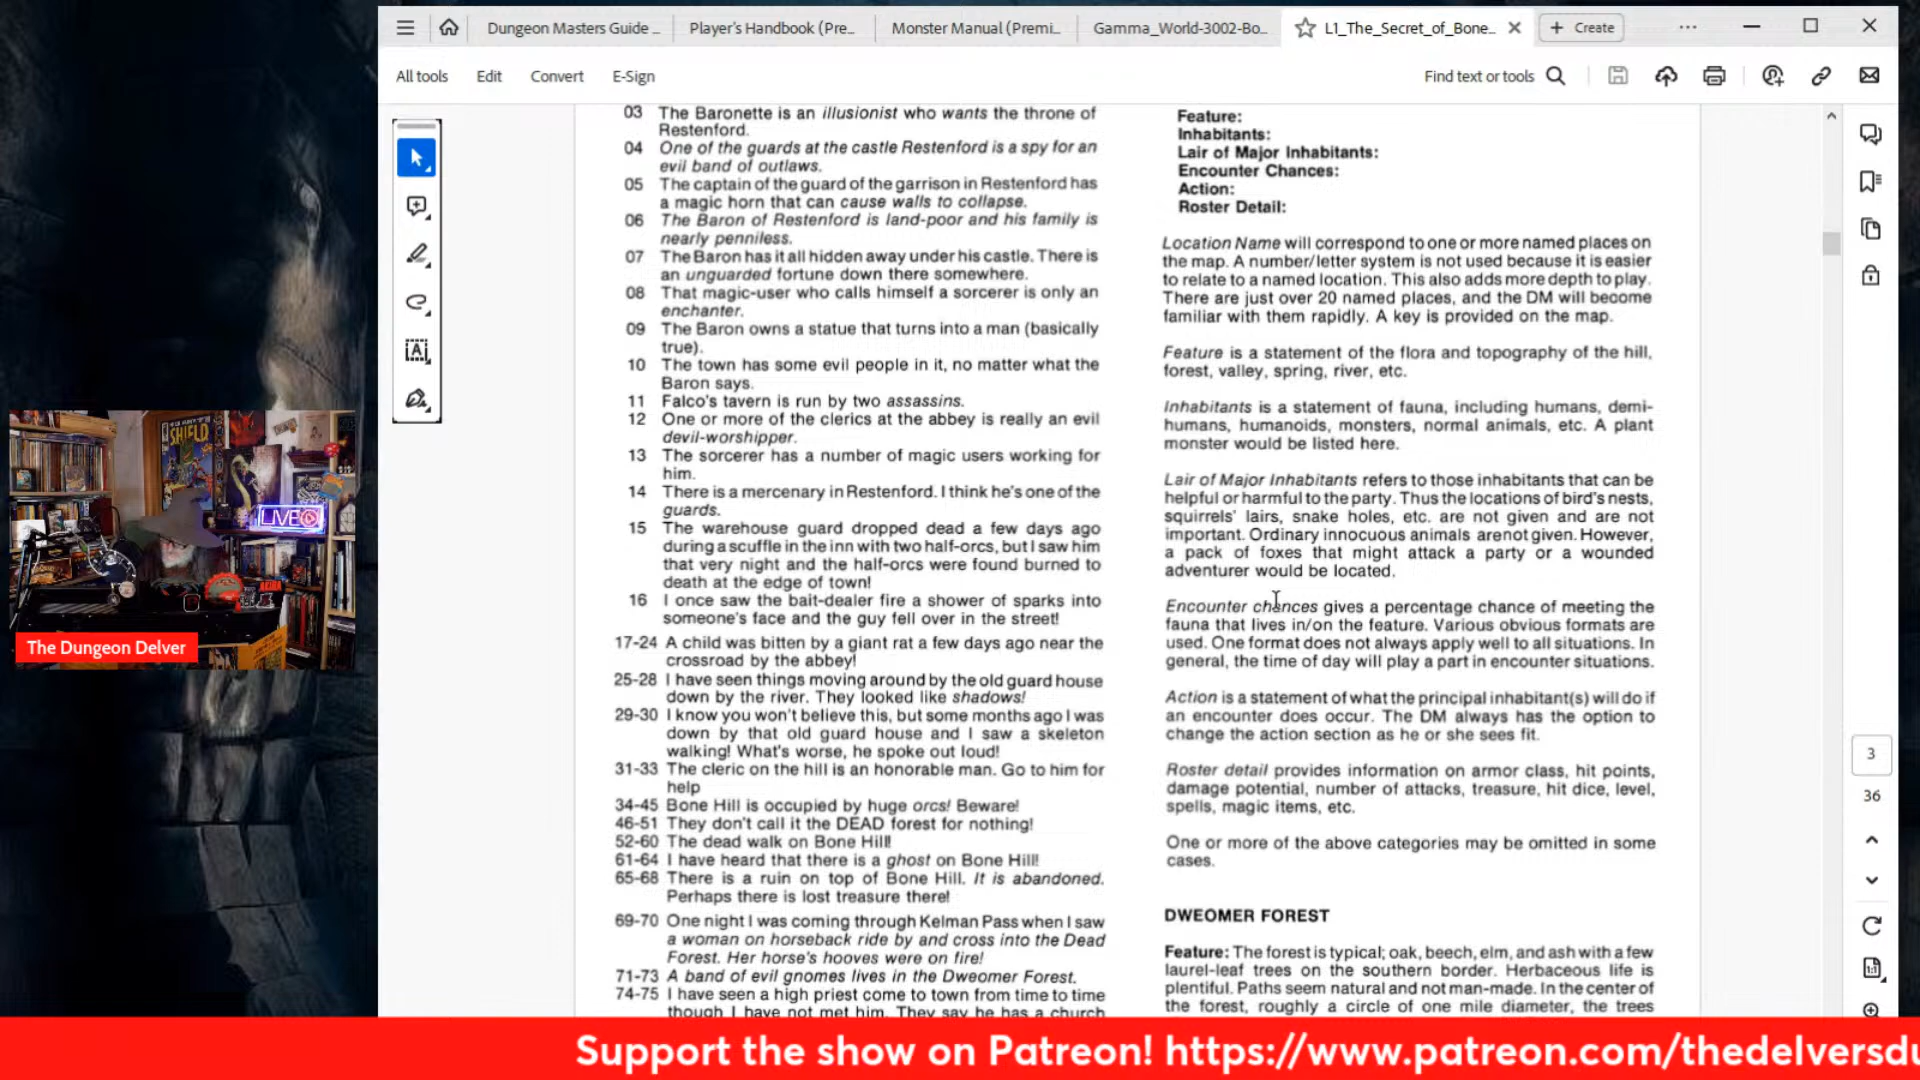 Dungeon Masters Guide ...
Player's Handbook (Pre...
Monster Manual (Premi...
Gamma_World-3002-Bo...
L1_The_Secret_of_Bone...
Create
All tools
Edit
Convert
E-Sign
Find text or tools
03 The Baronette is an illusionist who wants the throne of
Restenford.
04 One of the guards at the castle Restenford is a spy for an
evil band of outlaws.
05 The captain of the guard of the garrison in Restenford has
a magic horn that can cause walls to collapse.
06 The Baron of Restenford is land-poor and his family is
nearly penniless.
07 The Baron has it all hidden away under his castle. There is
an unguarded fortune down there somewhere.
08 That magic-user who calls himself a sorcerer is only an
enchanter.
09 The Baron owns a statue that turns into a man (basically
true).
10 The town has some evil people in it, no matter what the
Baron says.
11 Falco's tavern is run by two assassins.
12 One or more of the clerics at the abbey is really an evil
devil-worshipper.
13 The sorcerer has a number of magic users working for
him.
14 There is a mercenary in Restenford. I think he's one of the
guards.
15 The warehouse guard dropped dead a few days ago
during a scuffle in the inn with two half-orcs, but I saw him
that very night and the half-orcs were found burned to
death at the edge of town!
16 I once saw the bait-dealer fire a shower of sparks into
someone's face and the guy fell over in the street!
17-24 A child was bitten by a giant rat a few days ago near the
crossroad by the abbey!
25-28 I have seen things moving around by the old guard house
down by the river. They looked like shadows!
29-30 I know you won't believe this, but some months ago I was
down by that old guard house and I saw a skeleton
walking! What's worse, he spoke out loud!
31-33 The cleric on the hill is an honorable man. Go to him for
help
34-45 Bone Hill is occupied by huge orcs! Beware!
46-51 They don't call it the DEAD forest for nothing!
52-60 The dead walk on Bone Hill!
61-64 I have heard that there is a ghost on Bone Hill!
65-68 There is a ruin on top of Bone Hill. It is abandoned.
Perhaps there is lost treasure there!
69-70 One night I was coming through Kelman Pass when I saw
a woman on horseback ride by and cross into the Dead
Forest. Her horse's hooves were on fire!
71-73 A band of evil gnomes lives in the Dweomer Forest.
74-75 I have seen a high priest come to town from time to time
though I have not met him. They say he has a church
Feature:
Inhabitants:
Lair of Major Inhabitants:
Encounter Chances:
Action:
Roster Detail:
Location Name will correspond to one or more named places on
the map. A number/letter system is not used because it is easier
to relate to a named location. This also adds more depth to play.
There are just over 20 named places, and the DM will become
familiar with them rapidly. A key is provided on the map.
Feature is a statement of the flora and topography of the hill,
forest, valley, spring, river, etc.
Inhabitants is a statement of fauna, including humans, demi-
humans, humanoids, monsters, normal animals, etc. A plant
monster would be listed here.
Lair of Major Inhabitants refers to those inhabitants that can be
helpful or harmful to the party. Thus the locations of bird's nests,
squirrels' lairs, snake holes, etc. are not given and are not
important. Ordinary innocuous animals arenot given. However,
a pack of foxes that might attack a party or a wounded
adventurer would be located.
Encounter chances gives a percentage chance of meeting the
fauna that lives in/on the feature. Various obvious formats are
used. One format does not always apply well to all situations. In
general, the time of day will play a part in encounter situations.
Action is a statement of what the principal inhabitant(s) will do if
an encounter does occur. The DM always has the option to
change the action section as he or she sees fit.
Roster detail provides information on armor class, hit points,
damage potential, number of attacks, treasure, hit dice, level,
spells, magic items, etc.
One or more of the above categories may be omitted in some
cases.
DWEOMER FOREST
Feature: The forest is typical; oak, beech, elm, and ash with a few
laurel-leaf trees on the southern border. Herbaceous life is
plentiful. Paths seem natural and not man-made. In the center of
the forest, roughly a circle of one mile diameter, the trees
3
36
SHIELD
LIVE
AKIRA
The Dungeon Delver
Support the show on Patreon! https://www.patreon.com/thedelversdu